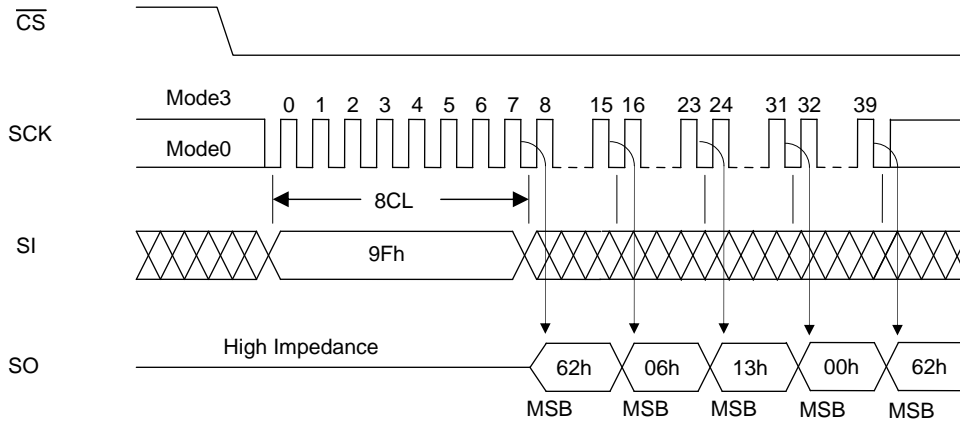 CS
Mode3
0 1 2 3 4 5 6 7 8 15 16 23 24 31 32 39
SCK
Mode0
8CL
SI
9Fh
High Impedance
SO
62h 06h 13h 00h 62h
MSB MSB MSB MSB MSB